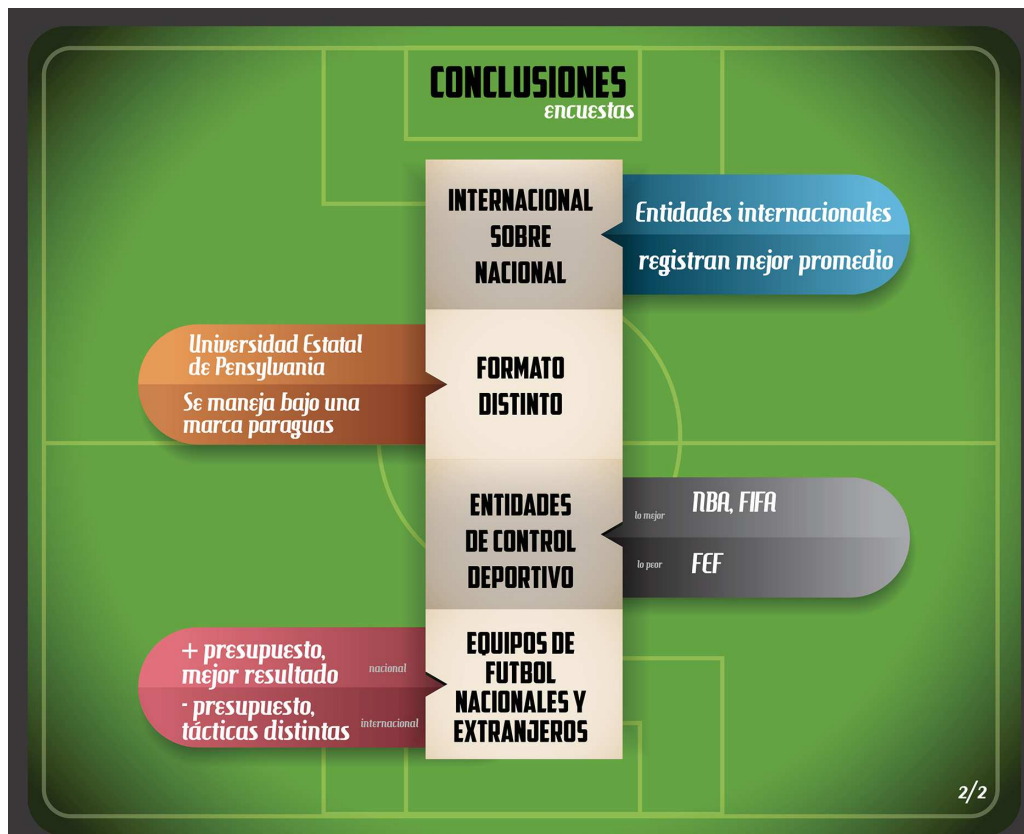 CONCLUSIONES
encuestas
INTERNACIONAL
SOBRE
NACIONAL
Entidades internacionales
registran mejor promedio
Universidad Estatal
de Pensylvania
Se maneja bajo una
marca paraguas
FORMATO
DISTINTO
ENTIDADES
DE CONTROL
DEPORTIVO
lo mejor NBA, FIFA
lo peor FEF
+ presupuesto,
mejor resultado nacional
- presupuesto,
tácticas distintas internacional
EQUIPOS DE
FUTBOL
NACIONALES Y
EXTRANJEROS
2/2